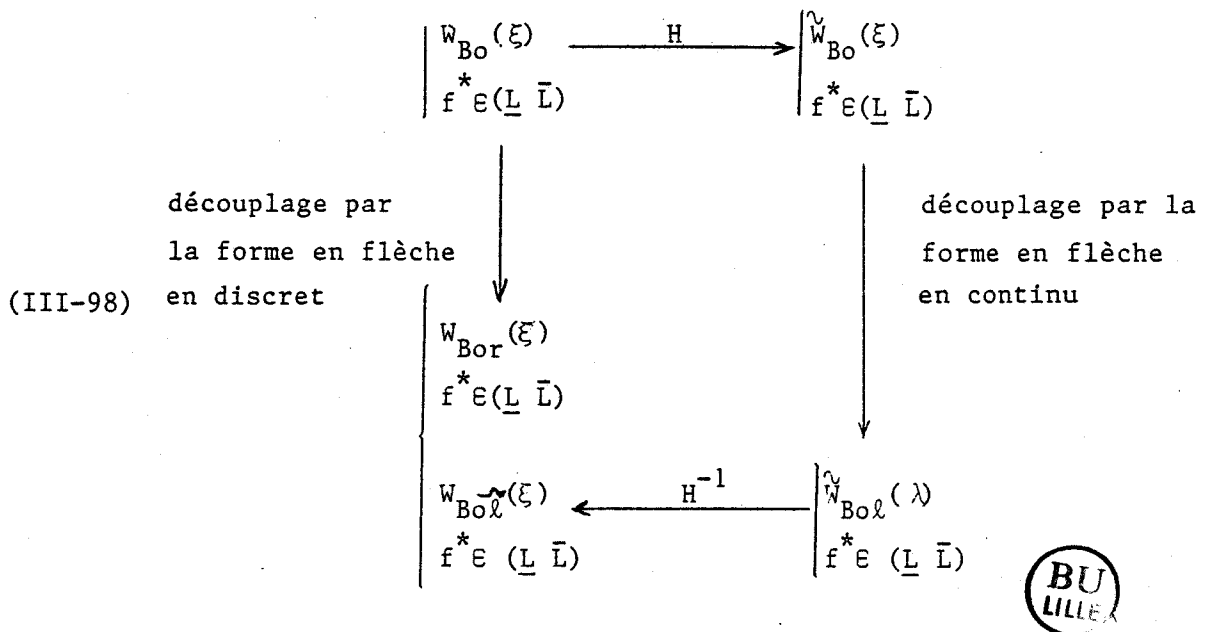 W_Bo(ξ) H W̃_Bo(ξ)
f*∈(L̲ L̄) f*∈(L̲ L̄)
découplage par découplage par la
la forme en flèche forme en flèche
(III-98) en discret en continu
W_Bor(ξ)
f*∈(L̲ L̄)
W_Boℓ̃(ξ) H⁻¹ W̃_Boℓ(λ)
f*∈ (L̲ L̄) f*∈ (L̲ L̄)
BU
LILLE